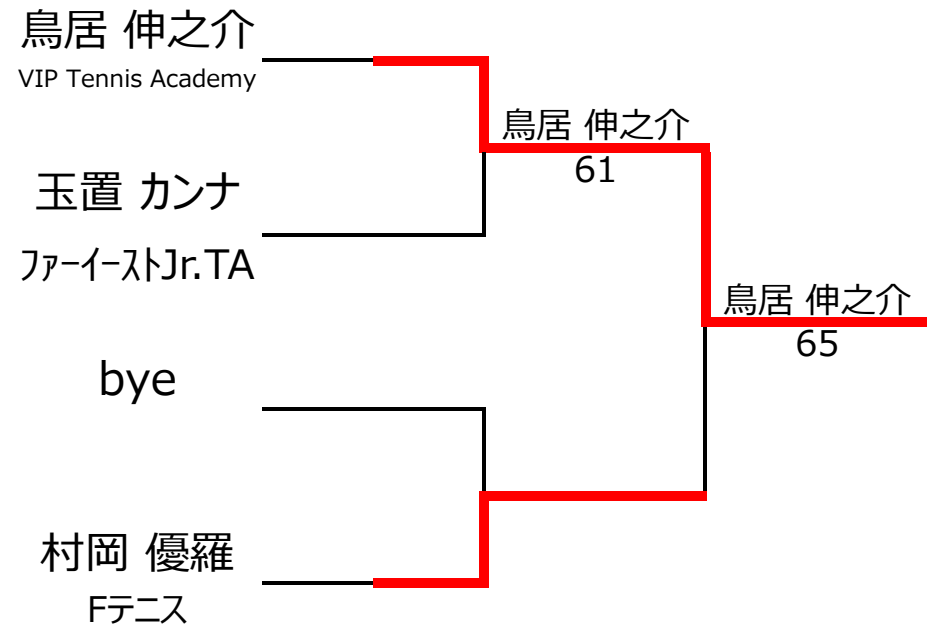 鳥居 伸之介
VIP Tennis Academy
鳥居 伸之介
61
玉置 カンナ
ファーイーストJr.TA
鳥居 伸之介
65
bye
村岡 優羅
Fテニス